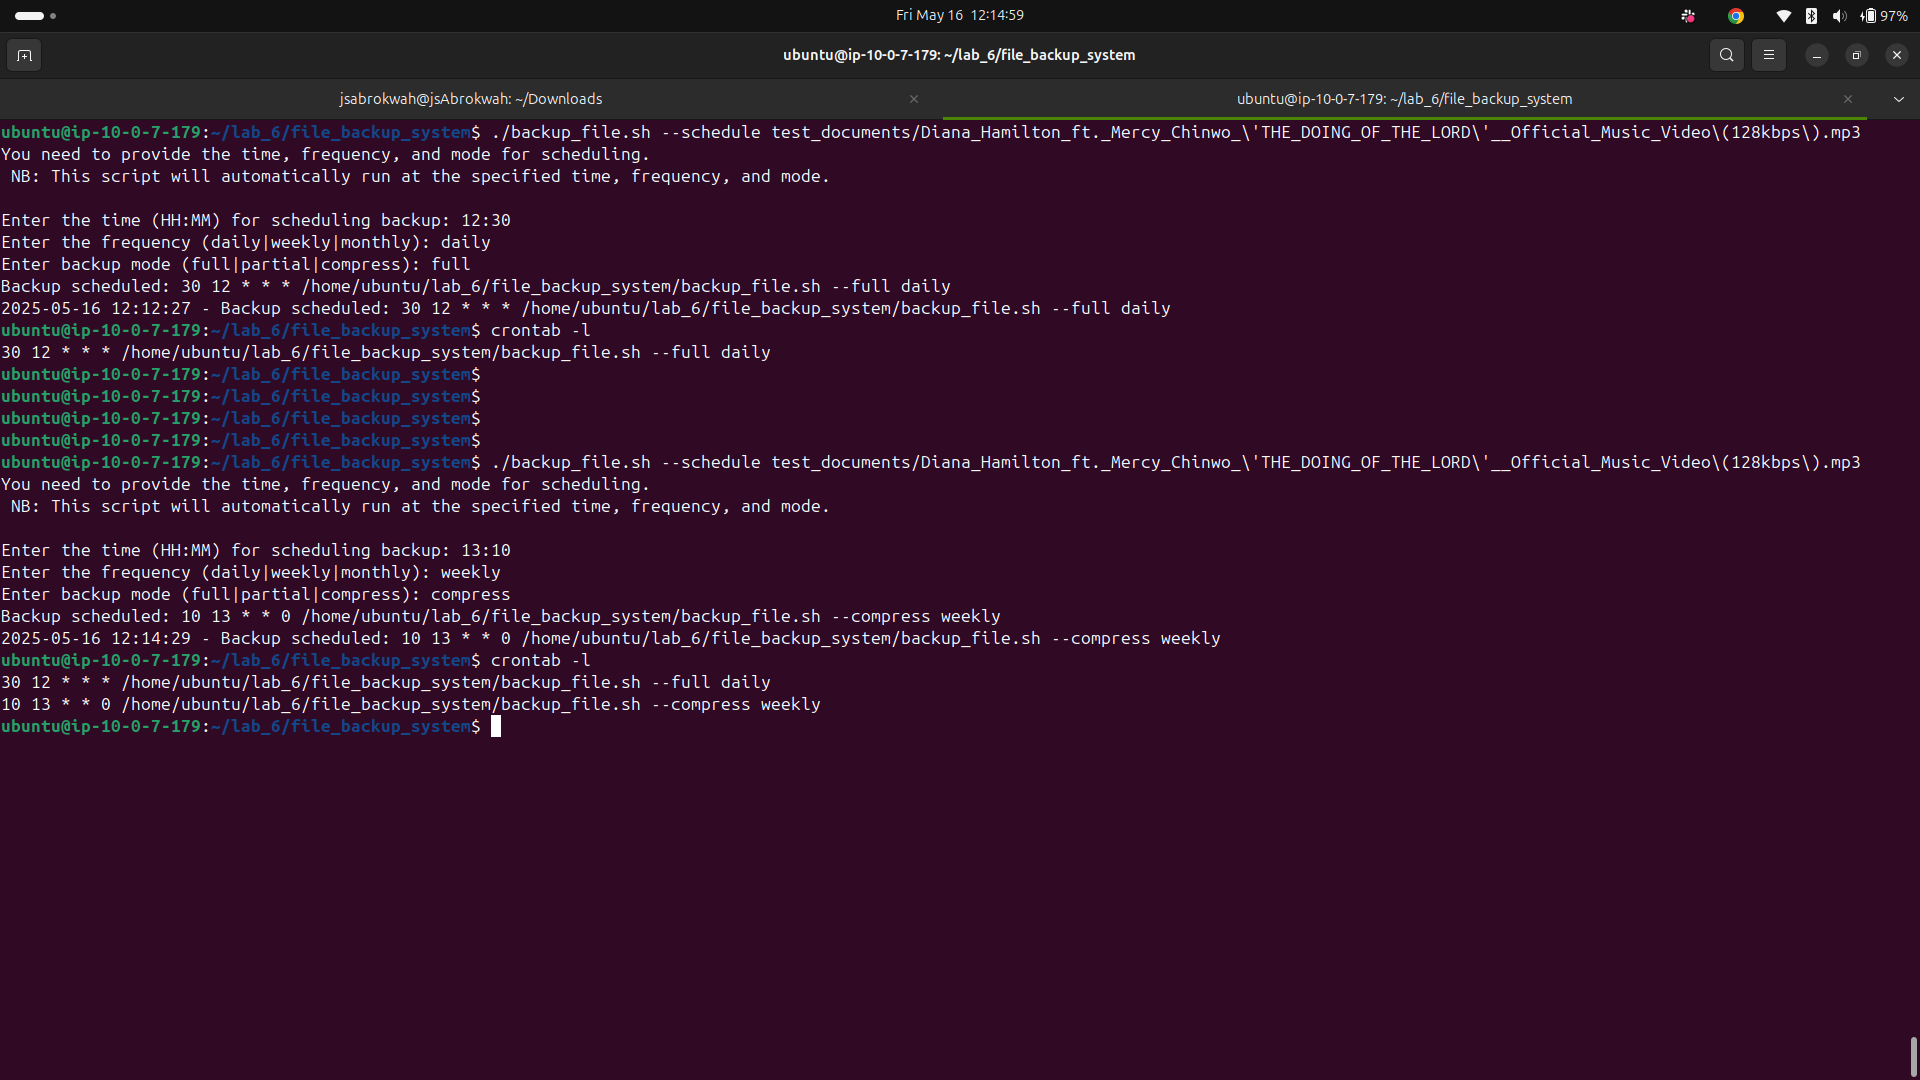 Fri May 16 12:14:59
97%
ubuntu@ip-10-0-7-179: ~/lab_6/file_backup_system
jsabrokwah@jsAbrokwah: ~/Downloads
ubuntu@ip-10-0-7-179: ~/lab_6/file_backup_system
ubuntu@ip-10-0-7-179:~/lab_6/file_backup_system$ ./backup_file.sh --schedule test_documents/Diana_Hamilton_ft._Mercy_Chinwo_\'THE_DOING_OF_THE_LORD\'__Official_Music_Video\(128kbps\).mp3
You need to provide the time, frequency, and mode for scheduling.
NB: This script will automatically run at the specified time, frequency, and mode.
Enter the time (HH:MM) for scheduling backup: 12:30
Enter the frequency (daily|weekly|monthly): daily
Enter backup mode (full|partial|compress): full
Backup scheduled: 30 12 * * * /home/ubuntu/lab_6/file_backup_system/backup_file.sh --full daily
2025-05-16 12:12:27 - Backup scheduled: 30 12 * * * /home/ubuntu/lab_6/file_backup_system/backup_file.sh --full daily
ubuntu@ip-10-0-7-179:~/lab_6/file_backup_system$ crontab -l
30 12 * * * /home/ubuntu/lab_6/file_backup_system/backup_file.sh --full daily
ubuntu@ip-10-0-7-179:~/lab_6/file_backup_system$
ubuntu@ip-10-0-7-179:~/lab_6/file_backup_system$
ubuntu@ip-10-0-7-179:~/lab_6/file_backup_system$
ubuntu@ip-10-0-7-179:~/lab_6/file_backup_system$
ubuntu@ip-10-0-7-179:~/lab_6/file_backup_system$ ./backup_file.sh --schedule test_documents/Diana_Hamilton_ft._Mercy_Chinwo_\'THE_DOING_OF_THE_LORD\'__Official_Music_Video\(128kbps\).mp3
You need to provide the time, frequency, and mode for scheduling.
NB: This script will automatically run at the specified time, frequency, and mode.
Enter the time (HH:MM) for scheduling backup: 13:10
Enter the frequency (daily|weekly|monthly): weekly
Enter backup mode (full|partial|compress): compress
Backup scheduled: 10 13 * * 0 /home/ubuntu/lab_6/file_backup_system/backup_file.sh --compress weekly
2025-05-16 12:14:29 - Backup scheduled: 10 13 * * 0 /home/ubuntu/lab_6/file_backup_system/backup_file.sh --compress weekly
ubuntu@ip-10-0-7-179:~/lab_6/file_backup_system$ crontab -l
30 12 * * * /home/ubuntu/lab_6/file_backup_system/backup_file.sh --full daily
10 13 * * 0 /home/ubuntu/lab_6/file_backup_system/backup_file.sh --compress weekly
ubuntu@ip-10-0-7-179:~/lab_6/file_backup_system$